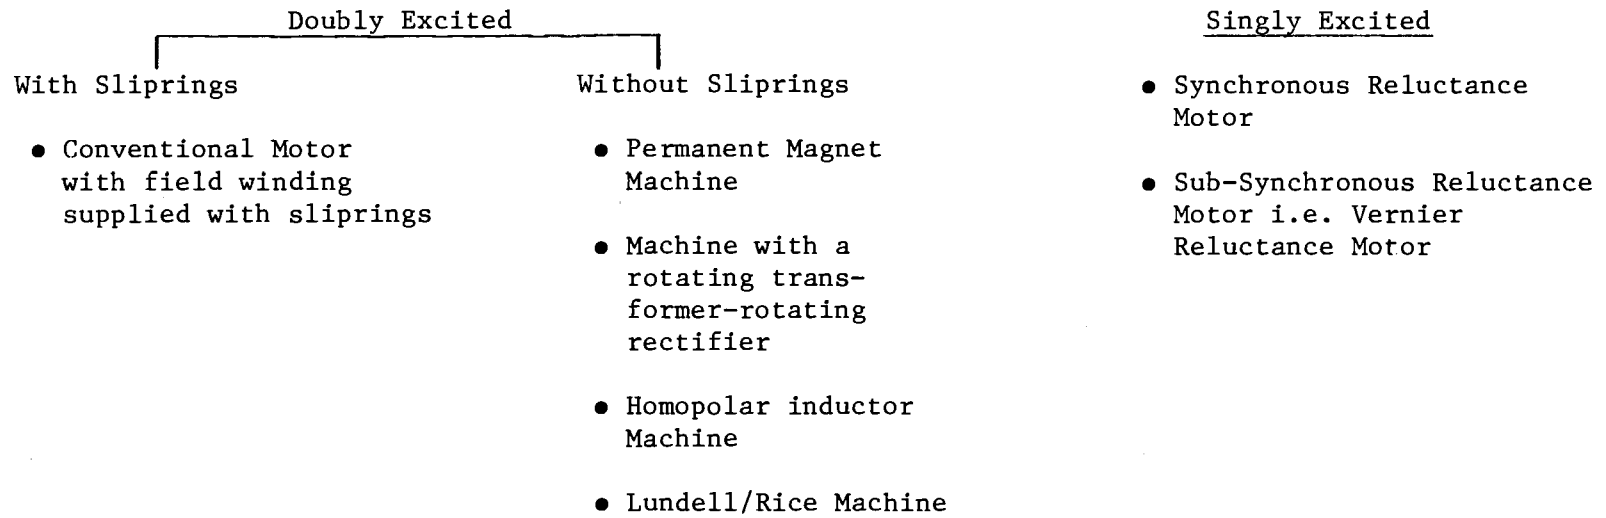 Doubly Excited
With Sliprings
● Conventional Motor
with field winding
supplied with sliprings
Without Sliprings
● Permanent Magnet
Machine
● Machine with a
rotating trans-
former-rotating
rectifier
● Homopolar inductor
Machine
● Lundell/Rice Machine
Singly Excited
● Synchronous Reluctance
Motor
● Sub-Synchronous Reluctance
Motor i.e. Vernier
Reluctance Motor